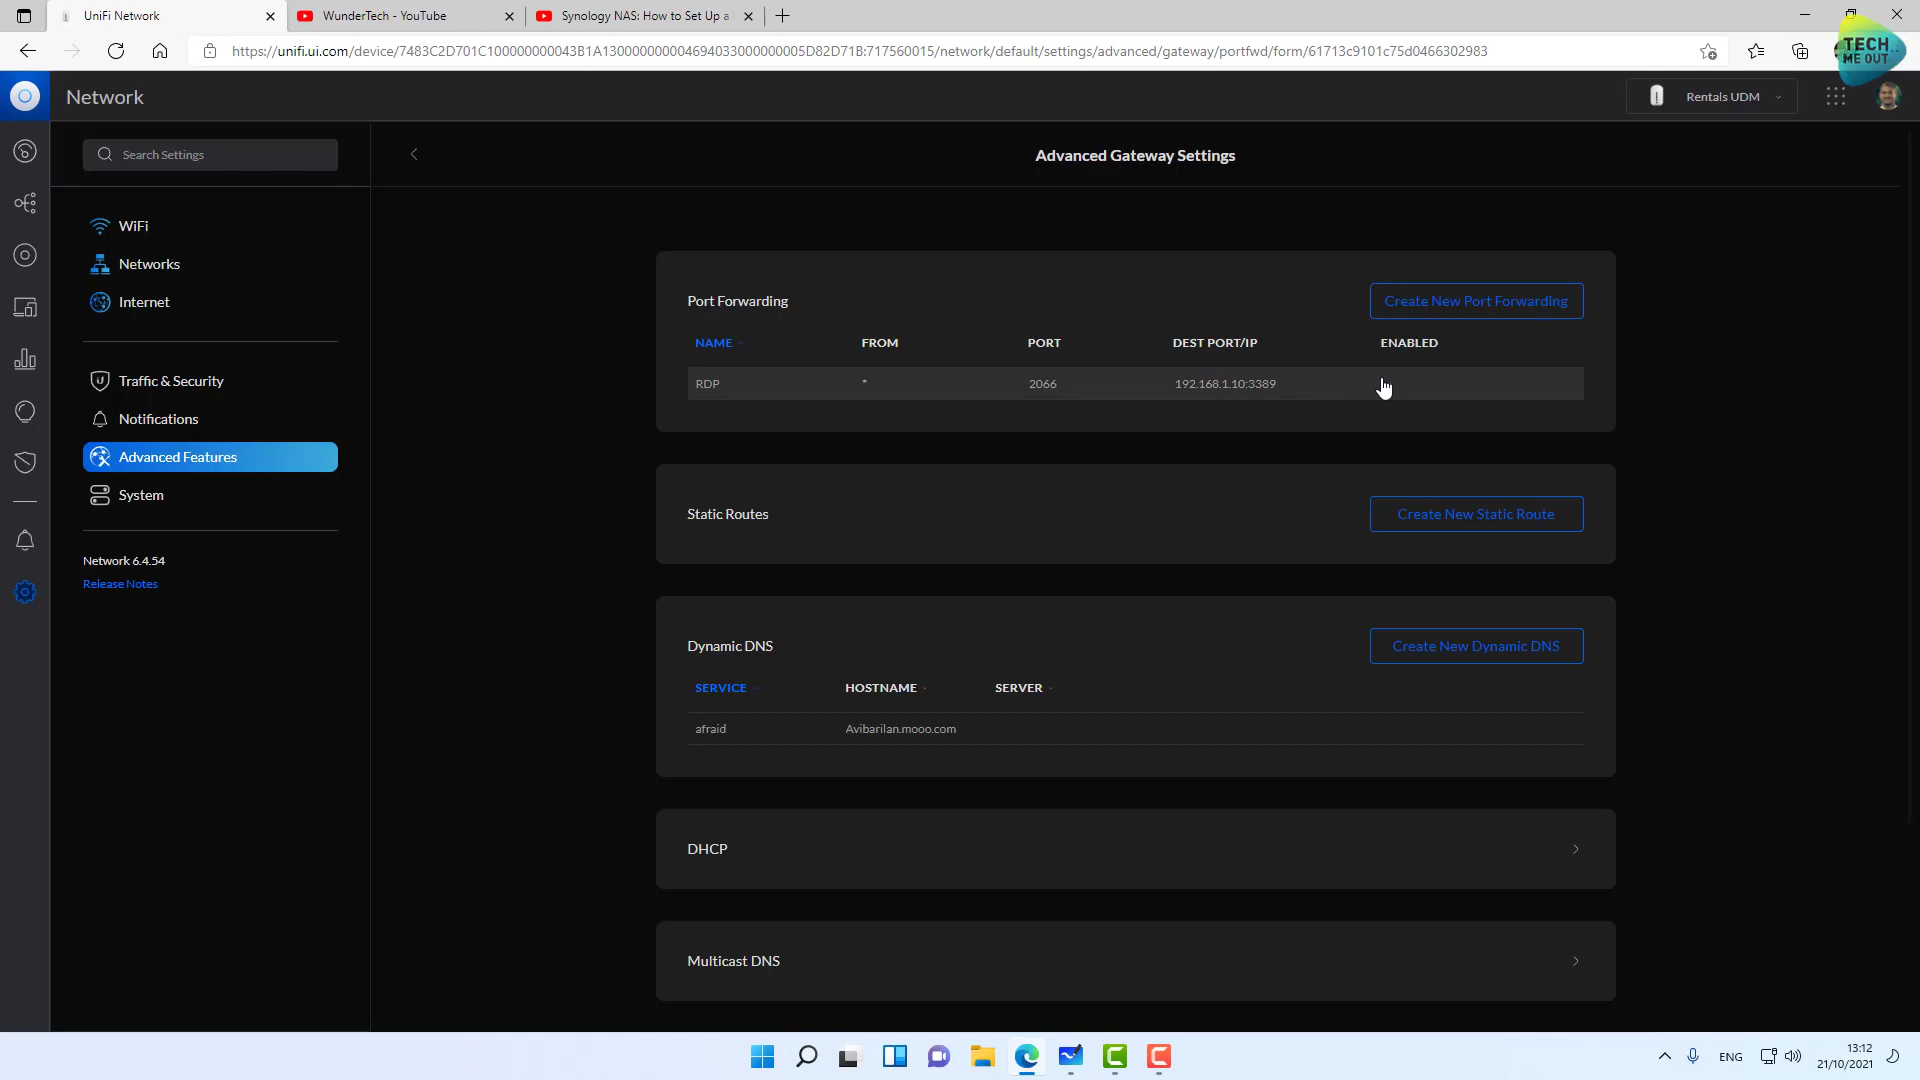 UniFi Network
WunderTech - YouTube
Synology NAS: How to Set Up a
https://unifi.ui.com/device/7483C2D701C100000000043B1A130000000004694033000000005D82D71B:717560015/network/default/settings/advanced/gateway/portfwd/form/61713c9101c75d0466302983
TECH
ME OUT
Network
Rentals UDM
Search Settings
Advanced Gateway Settings
WiFi
Networks
Internet
Traffic & Security
Notifications
Advanced Features
System
Network 6.4.54
Release Notes
Port Forwarding
Create New Port Forwarding
NAME FROM PORT DEST PORT/IP ENABLED
RDP * 2066 192.168.1.10:3389
Static Routes
Create New Static Route
Dynamic DNS
Create New Dynamic DNS
SERVICE HOSTNAME SERVER
afraid Avibarilan.mooo.com
DHCP
Multicast DNS
ENG
13:12
21/10/2021